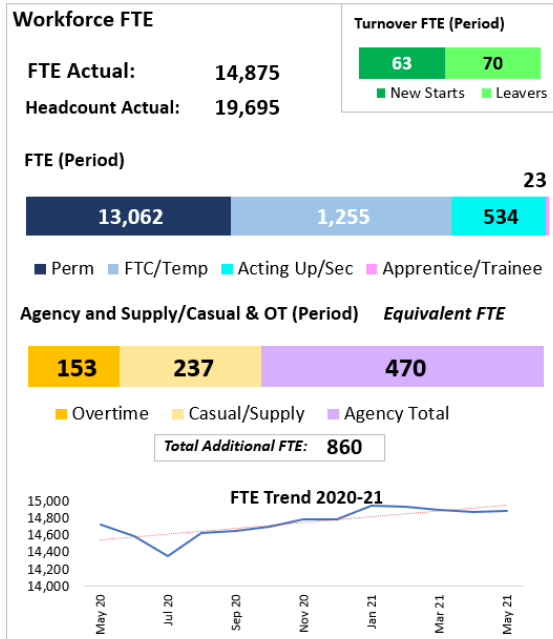 Workforce FTE
Turnover FTE (Period)
FTE Actual: 14,875
63 70
Headcount Actual: 19,695
New Starts Leavers
FTE (Period)
23
13,062 1,255 534
Perm FTC/Temp Acting Up/Sec Apprentice/Trainee
Agency and Supply/Casual & OT (Period) Equivalent FTE
153 237 470
Overtime Casual/Supply Agency Total
Total Additional FTE: 860
FTE Trend 2020-21
15,000
14,800
14,600
14,400
14,200
14,000
May 20
Jul 20
Sep 20
Nov 20
Jan 21
Mar 21
May 21